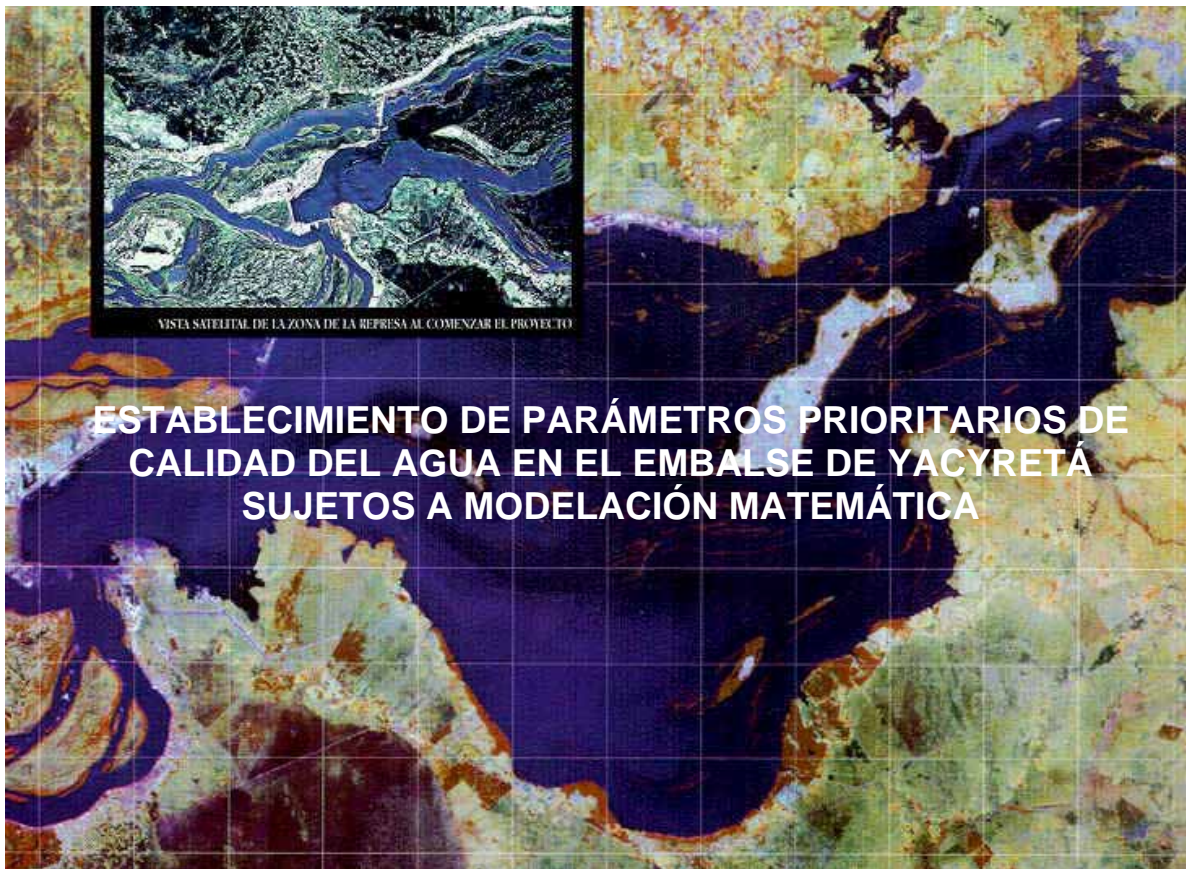 VISTA SATELITAL DE LA ZONA DE LA REPRESA AL COMENZAR EL PROYECTO
ESTABLECIMIENTO DE PARÁMETROS PRIORITARIOS DE
CALIDAD DEL AGUA EN EL EMBALSE DE YACYRETÁ
SUJETOS A MODELACIÓN MATEMÁTICA